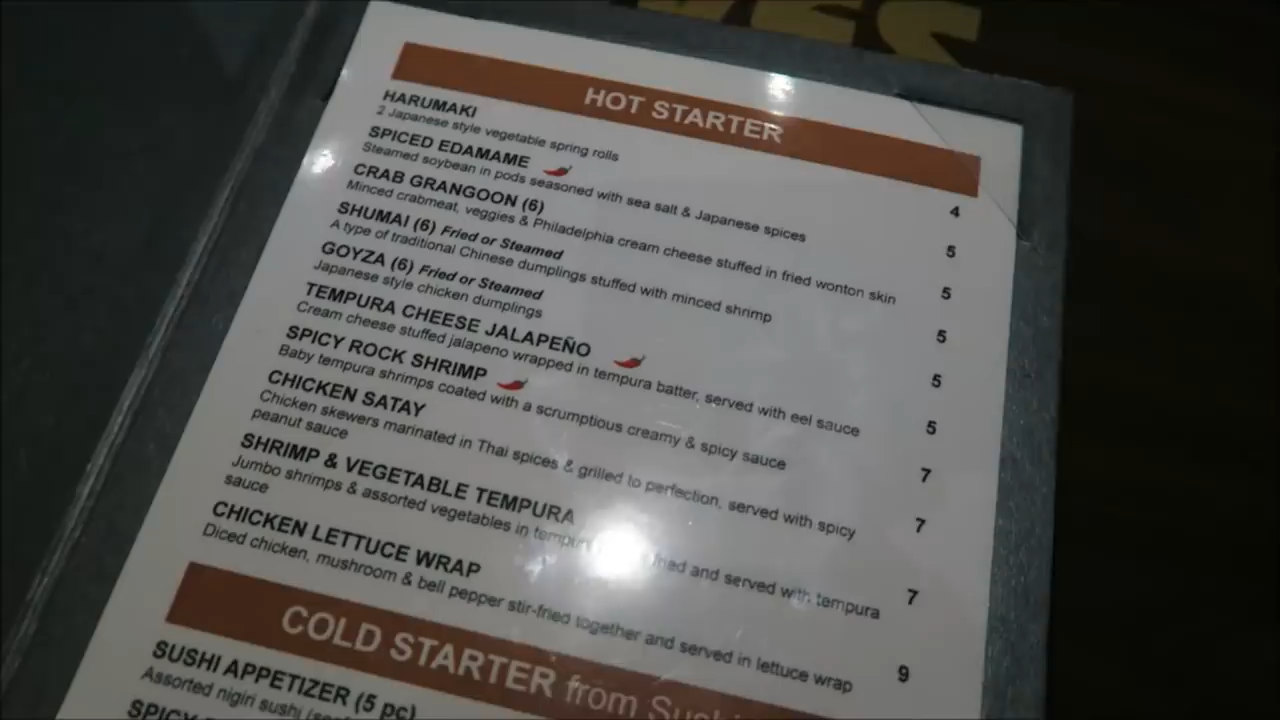 HOT STARTER
HARUMAKI 4
2 Japanese style vegetable spring rolls
SPICED EDAMAME 5
Steamed soybean in pods seasoned with sea salt & Japanese spices
CRAB GRANGOON (6) 5
Minced crabmeat, veggies & Philadelphia cream cheese stuffed in fried wonton skin
SHUMAI (6) Fried or Steamed 5
A type of traditional Chinese dumplings stuffed with minced shrimp
GOYZA (6) Fried or Steamed 5
Japanese style chicken dumplings
TEMPURA CHEESE JALAPEÑO 5
Cream cheese stuffed jalapeno wrapped in tempura batter, served with eel sauce
SPICY ROCK SHRIMP 7
Baby tempura shrimps coated with a scrumptious creamy & spicy sauce
CHICKEN SATAY 7
Chicken skewers marinated in Thai spices & grilled to perfection, served with spicy
peanut sauce
SHRIMP & VEGETABLE TEMPURA 7
Jumbo shrimps & assorted vegetables in tempura fried and served with tempura
sauce
CHICKEN LETTUCE WRAP 9
Diced chicken, mushroom & bell pepper stir-fried together and served in lettuce wrap
COLD STARTER from Sushi
SUSHI APPETIZER (5 pc)
Assorted nigiri sushi
SPICY